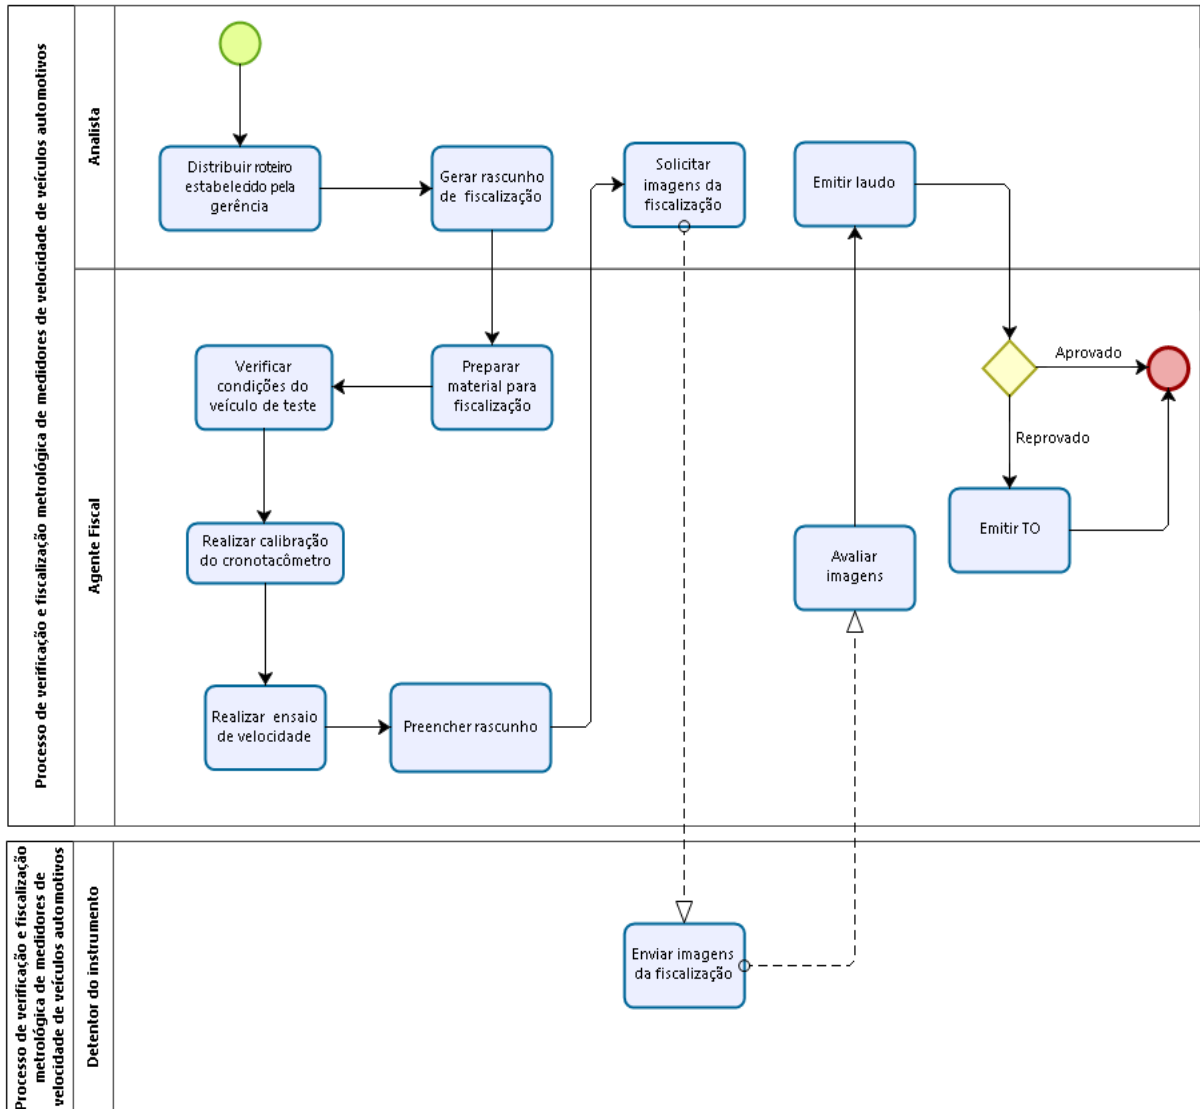 Processo de verificação e fiscalização metrológica de medidores de velocidade de veículos automotivos
Analista
Distribuir roteiro
estabelecido pela
gerência
Gerar rascunho
de fiscalização
Solicitar
imagens da
fiscalização
Emitir laudo
Agente Fiscal
Verificar
condições do
veículo de teste
Preparar
material para
fiscalização
Aprovado
Reprovado
Realizar calibração
do cronotacômetro
Avaliar
imagens
Emitir TO
Realizar ensaio
de velocidade
Preencher rascunho
Processo de verificação e fiscalização
metrológica de medidores de
velocidade de veículos automotivos
Detentor do instrumento
Enviar imagens
da fiscalização